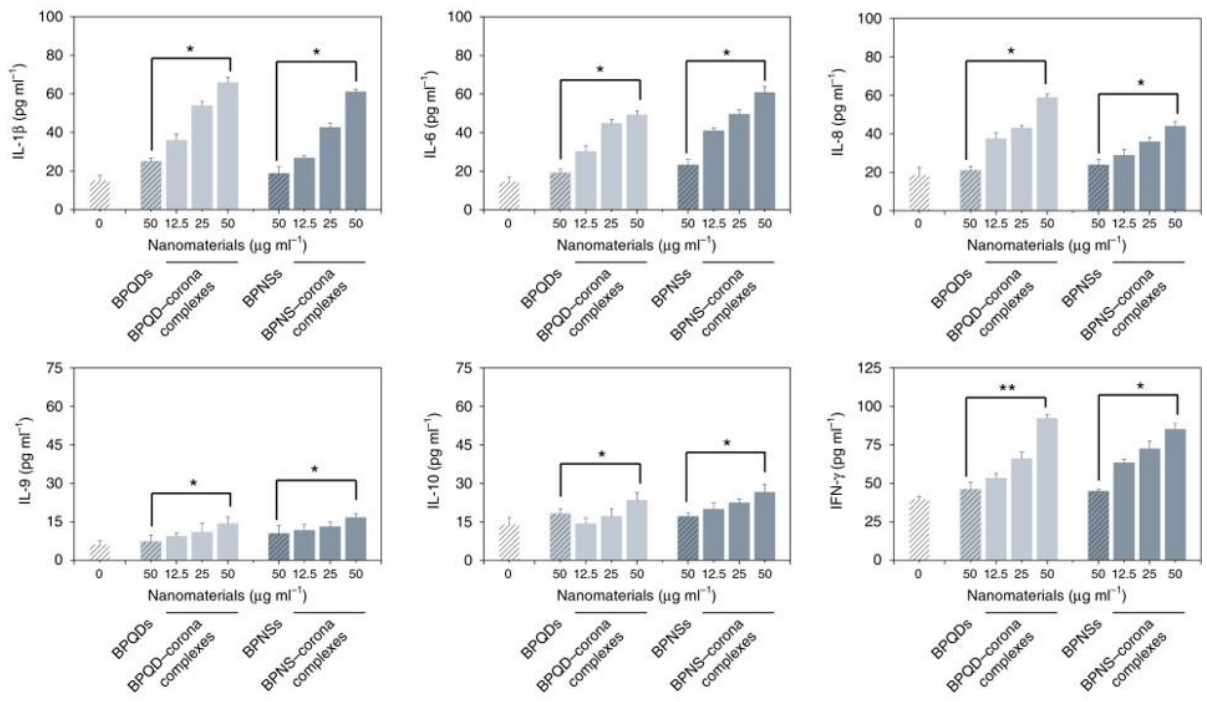 100
80
60
40
20
0
IL-1β (pg ml⁻¹)
*
*
0 50 12.5 25 50 50 12.5 25 50
Nanomaterials (μg ml⁻¹)
BPQDs
BPQD–corona
complexes
BPNSs
BPNS–corona
complexes
100
80
60
40
20
0
IL-6 (pg ml⁻¹)
*
*
0 50 12.5 25 50 50 12.5 25 50
Nanomaterials (μg ml⁻¹)
BPQDs
BPQD–corona
complexes
BPNSs
BPNS–corona
complexes
100
80
60
40
20
0
IL-8 (pg ml⁻¹)
*
*
0 50 12.5 25 50 50 12.5 25 50
Nanomaterials (μg ml⁻¹)
BPQDs
BPQD–corona
complexes
BPNSs
BPNS–corona
complexes
75
60
45
30
15
0
IL-9 (pg ml⁻¹)
*
*
0 50 12.5 25 50 50 12.5 25 50
Nanomaterials (μg ml⁻¹)
BPQDs
BPQD–corona
complexes
BPNSs
BPNS–corona
complexes
75
60
45
30
15
0
IL-10 (pg ml⁻¹)
*
*
0 50 12.5 25 50 50 12.5 25 50
Nanomaterials (μg ml⁻¹)
BPQDs
BPQD–corona
complexes
BPNSs
BPNS–corona
complexes
125
100
75
50
25
0
IFN-γ (pg ml⁻¹)
**
*
0 50 12.5 25 50 50 12.5 25 50
Nanomaterials (μg ml⁻¹)
BPQDs
BPQD–corona
complexes
BPNSs
BPNS–corona
complexes